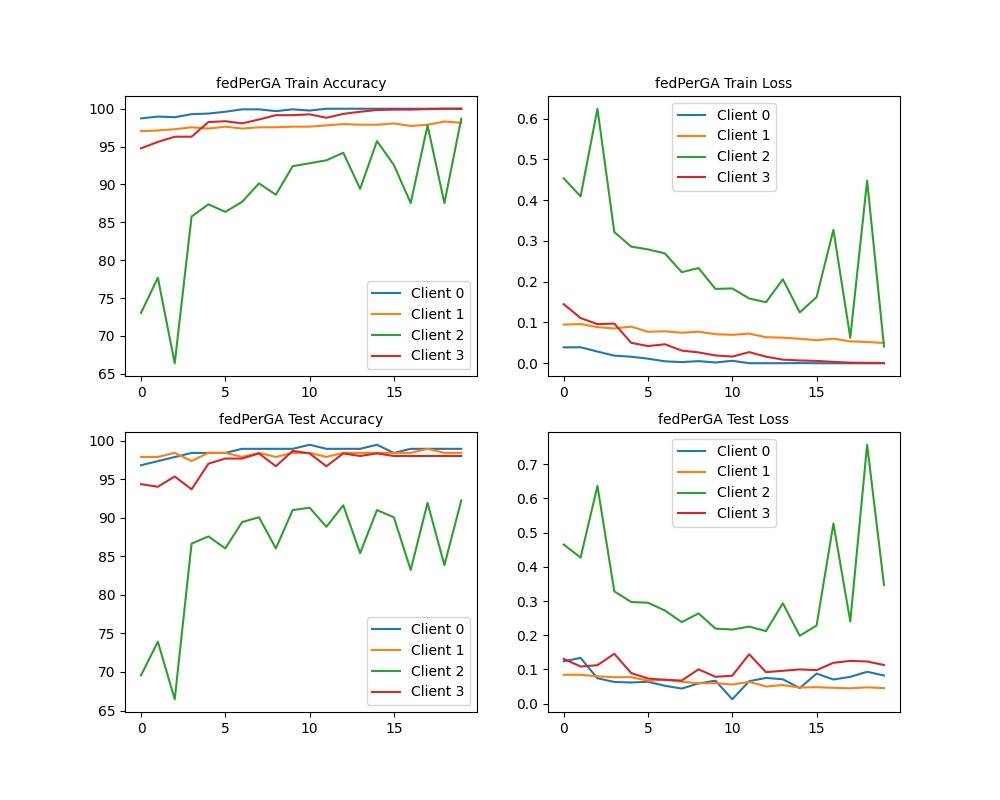 fedPerGA Train Accuracy
100
95
90
85
80
75
70
65
0
5
10
15
Client 0
Client 1
Client 2
Client 3
fedPerGA Train Loss
0.6
0.5
0.4
0.3
0.2
0.1
0.0
0
5
10
15
Client 0
Client 1
Client 2
Client 3
fedPerGA Test Accuracy
100
95
90
85
80
75
70
65
0
5
10
15
Client 0
Client 1
Client 2
Client 3
fedPerGA Test Loss
0.7
0.6
0.5
0.4
0.3
0.2
0.1
0.0
0
5
10
15
Client 0
Client 1
Client 2
Client 3